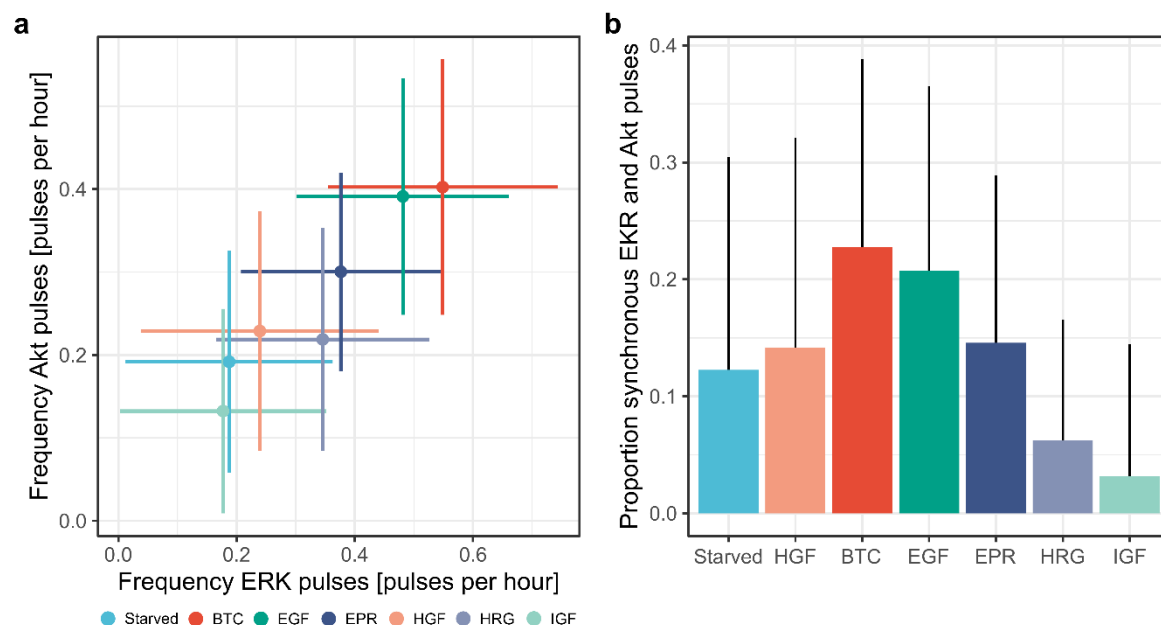 a
Frequency Akt pulses [pulses per hour]
0.4
0.2
0.0
0.0 0.2 0.4 0.6
Frequency ERK pulses [pulses per hour]
Starved BTC EGF EPR HGF HRG IGF
b
Proportion synchronous EKR and Akt pulses
0.4
0.3
0.2
0.1
0.0
Starved HGF BTC EGF EPR HRG IGF